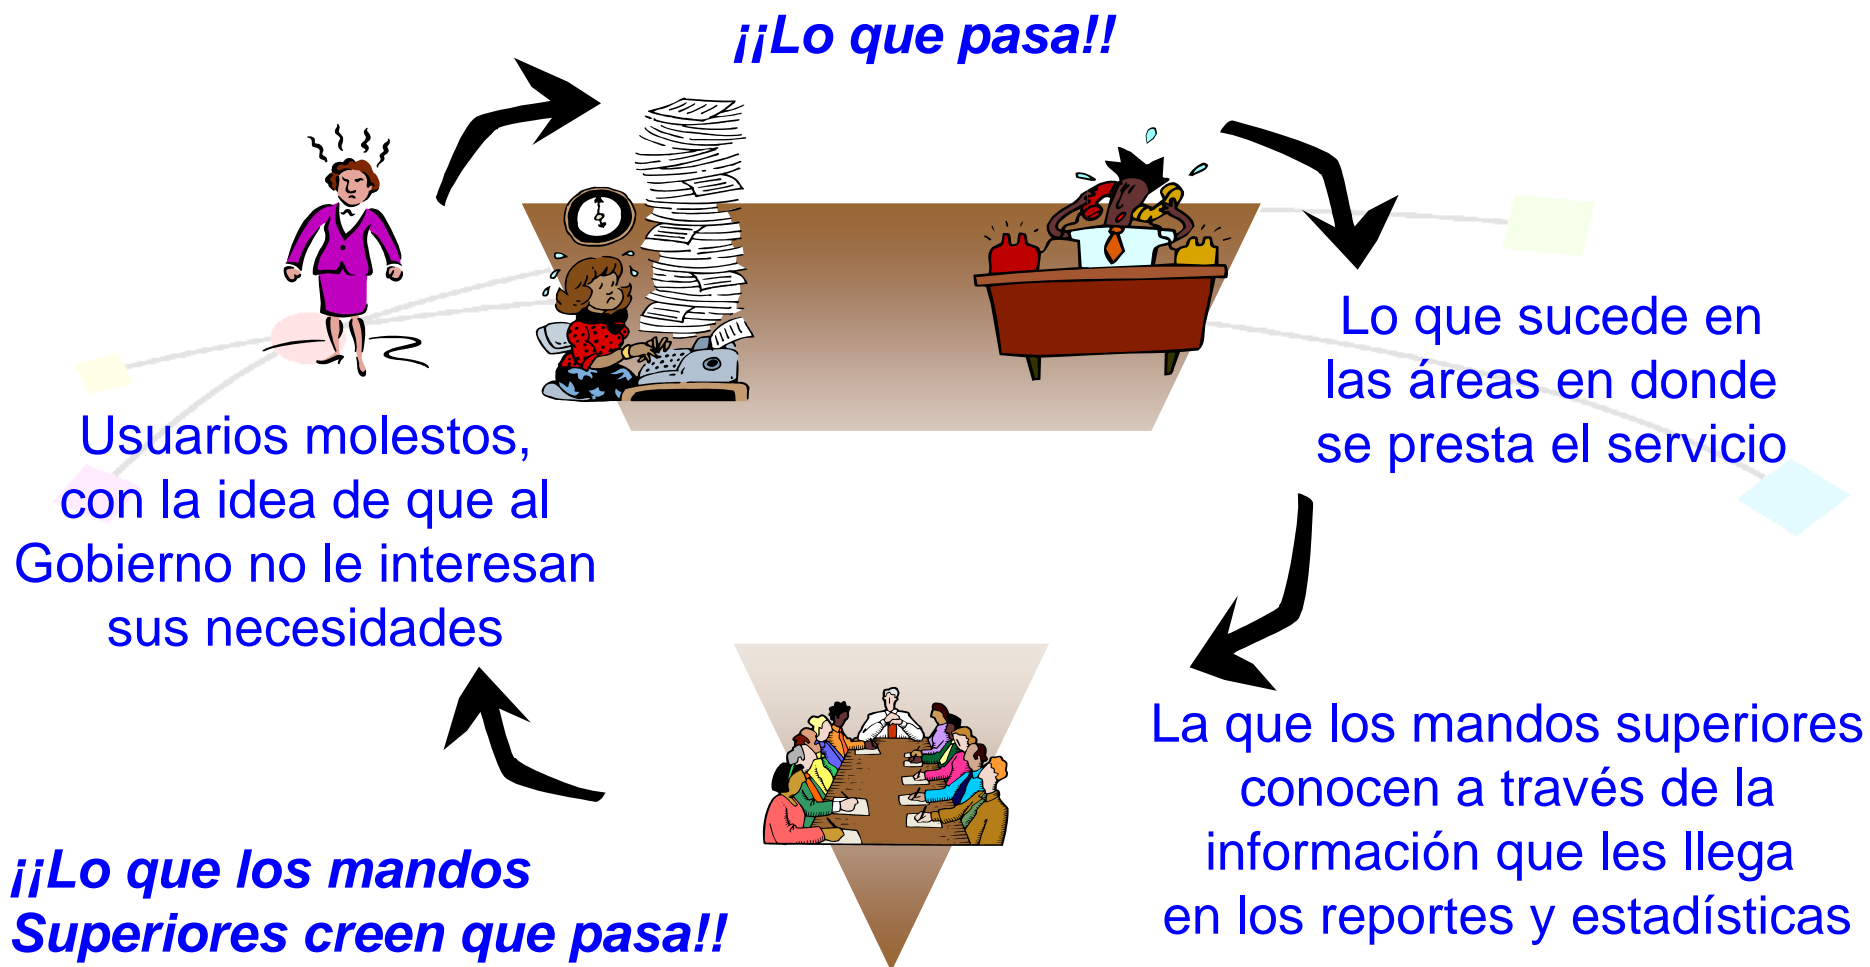 ¡¡Lo que pasa!!
Lo que sucede en
las áreas en donde
se presta el servicio
Usuarios molestos,
con la idea de que al
Gobierno no le interesan
sus necesidades
La que los mandos superiores
conocen a través de la
información que les llega
en los reportes y estadísticas
¡¡Lo que los mandos
Superiores creen que pasa!!